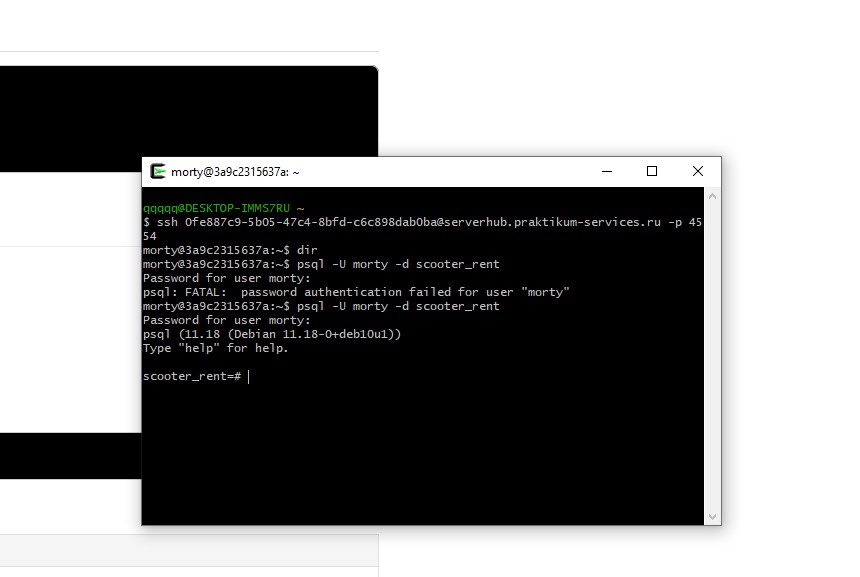 morty@3a9c2315637a: ~
qqqqq@DESKTOP-IMMS7RU ~
$ ssh 0fe887c9-5b05-47c4-8bfd-c6c898dab0ba@serverhub.praktikum-services.ru -p 45
54
morty@3a9c2315637a:~$ dir
morty@3a9c2315637a:~$ psql -U morty -d scooter_rent
Password for user morty:
psql: FATAL:  password authentication failed for user "morty"
morty@3a9c2315637a:~$ psql -U morty -d scooter_rent
Password for user morty:
psql (11.18 (Debian 11.18-0+deb10u1))
Type "help" for help.
scooter_rent=#